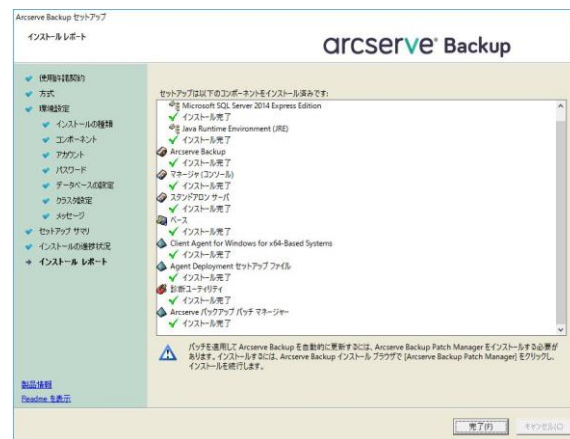 Arcserve Backup セットアップ
インストール レポート
arcserve® Backup
使用許諾契約
方式
環境設定
インストールの種類
コンポーネント
アカウント
パスワード
データベースの設定
クラスタ設定
メッセージ
セットアップ サマリ
インストールの進捗状況
インストール レポート
製品情報
Readme を表示
セットアップは以下のコンポーネントをインストール済みです:
Microsoft SQL Server 2014 Express Edition
インストール完了
Java Runtime Environment (JRE)
インストール完了
Arcserve Backup
インストール完了
マネージャ (コンソール)
インストール完了
スタンドアロン サーバ
インストール完了
ベース
インストール完了
Client Agent for Windows for x64-Based Systems
インストール完了
Agent Deployment セットアップ ファイル
インストール完了
診断ユーティリティ
インストール完了
Arcserve バックアップ パッチ マネージャー
インストール完了
パッチを適用して Arcserve Backup を自動的に更新するには、Arcserve Backup Patch Manager をインストールする必要が
あります。インストールするには、Arcserve Backup インストール ブラウザで [Arcserve Backup Patch Manager] をクリックし、
インストールを続行します。
完了(F)
キャンセル(C)